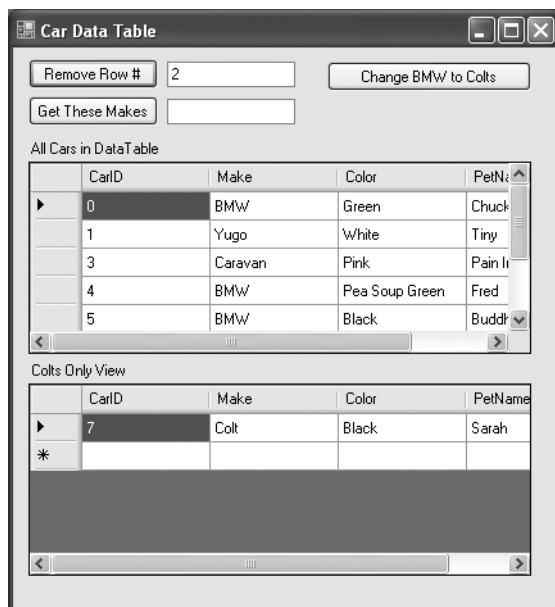 Car Data Table
Remove Row # 2 Change BMW to Colts
Get These Makes
All Cars in DataTable
CarID Make Color
0 BMW Green Chuck
1 Yugo White Tiny
3 Caravan Pink Pain
4 BMW Pea Soup Green Fred
5 BMW Black Buddh
Colts Only View
CarID Make Color PetName
7 Colt Black Sarah